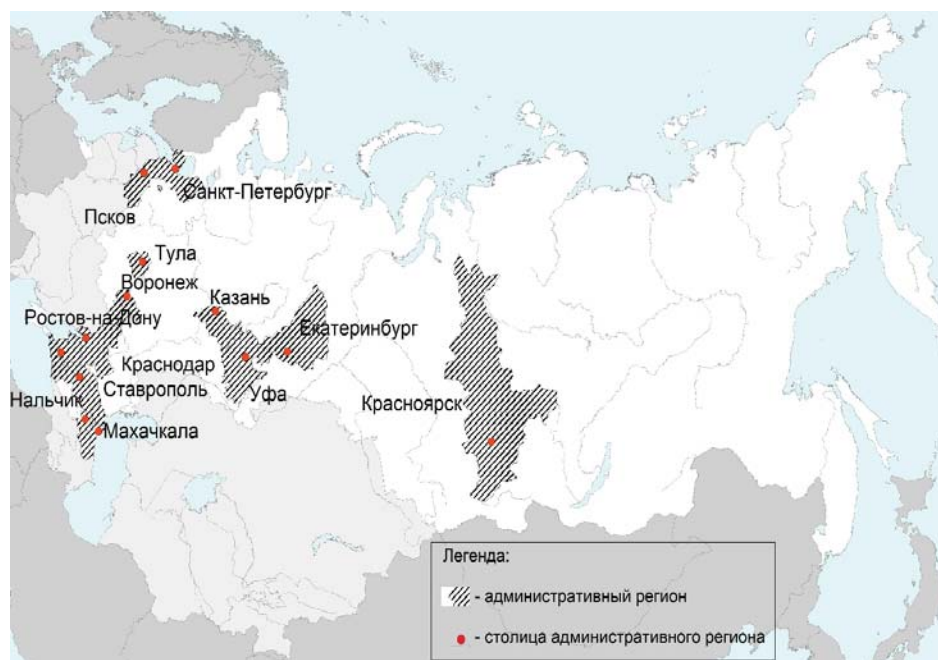 Санкт-Петербург
Псков
Тула
Воронеж
Казань
Ростов-на-Дону
Екатеринбург
Краснодар
Ставрополь
Уфа
Нальчик
Красноярск
Махачкала
Легенда:
- административный регион
- столица административного региона